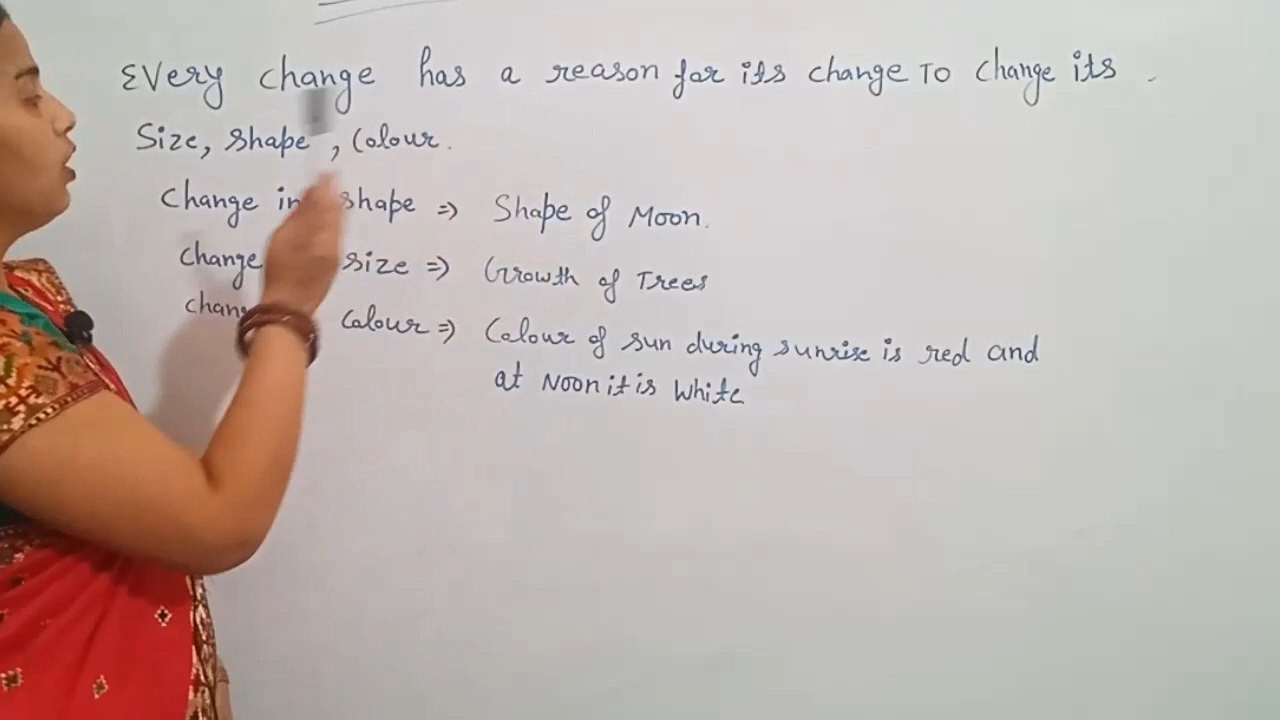 Every change has a reason for its change To change its
Size, Shape, Colour.
Change in shape => Shape of Moon.
Change size => Growth of Trees
Colour => Colour of sun during sunrise is red and
at Noon it is White